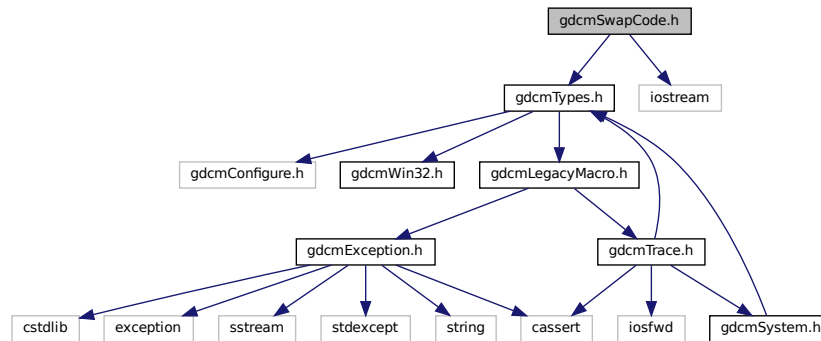 gdcmSwapCode.h
gdcmTypes.h
iostream
gdcmConfigure.h
gdcmWin32.h
gdcmLegacyMacro.h
gdcmException.h
gdcmTrace.h
cstdlib
exception
sstream
stdexcept
string
cassert
iosfwd
gdcmSystem.h